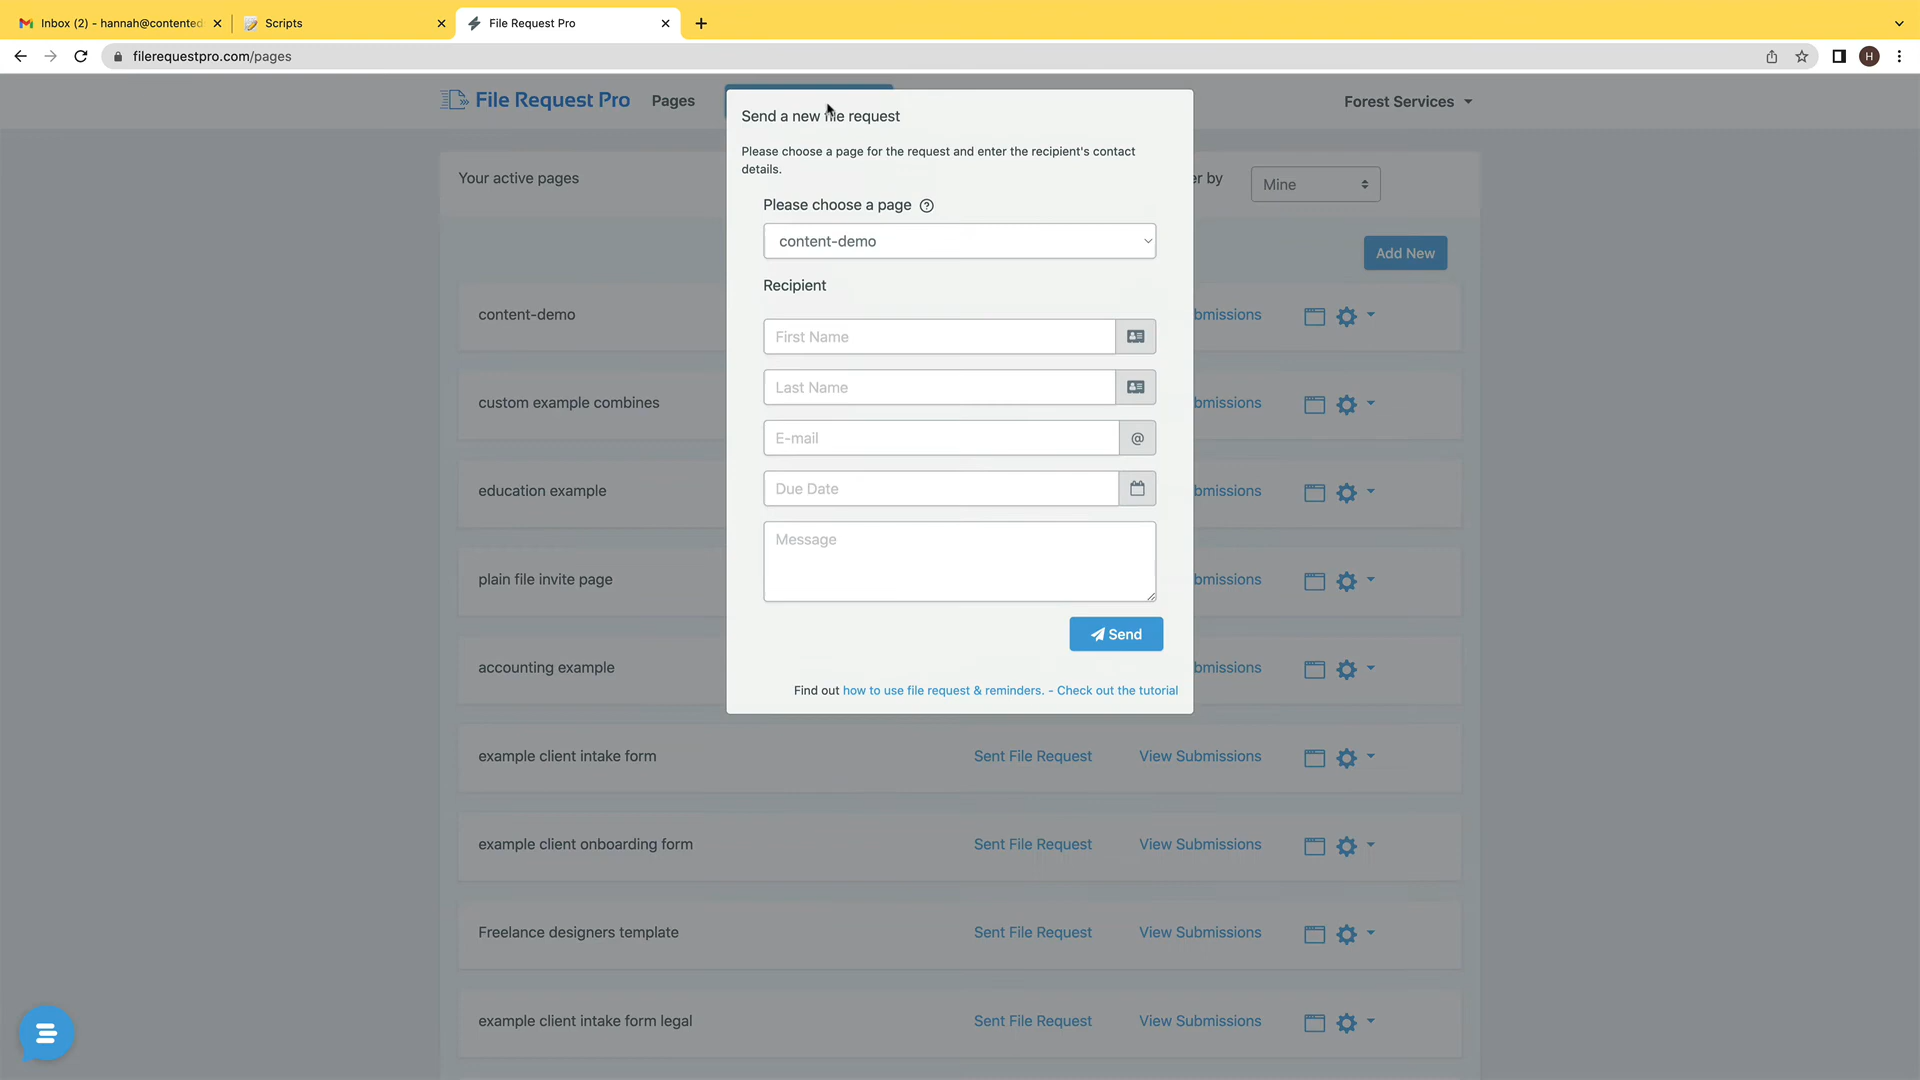 Inbox (2) - hannah@contented
Scripts
File Request Pro
filerequestpro.com/pages
H
File Request Pro
Pages
Forest Services
Send a new file request
Please choose a page for the request and enter the recipient's contact
details.
Your active pages
er by
Mine
Please choose a page
content-demo
Add New
Recipient
content-demo
bmissions
First Name
Last Name
custom example combines
bmissions
E-mail
@
education example
bmissions
Due Date
Message
plain file invite page
bmissions
Send
accounting example
bmissions
Find out how to use file request & reminders. - Check out the tutorial
example client intake form
Sent File Request
View Submissions
example client onboarding form
Sent File Request
View Submissions
Freelance designers template
Sent File Request
View Submissions
example client intake form legal
Sent File Request
View Submissions